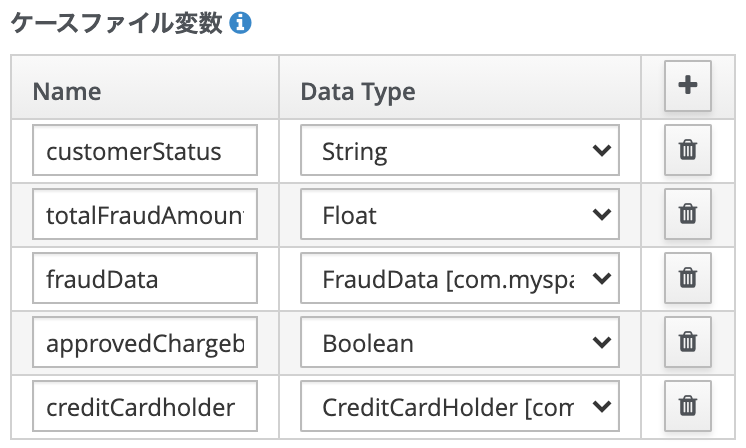 ケースファイル変数
Name Data Type
customerStatus String
totalFraudAmoun Float
fraudData FraudData [com.myspa
approvedChargeb Boolean
creditCardholder CreditCardHolder [com